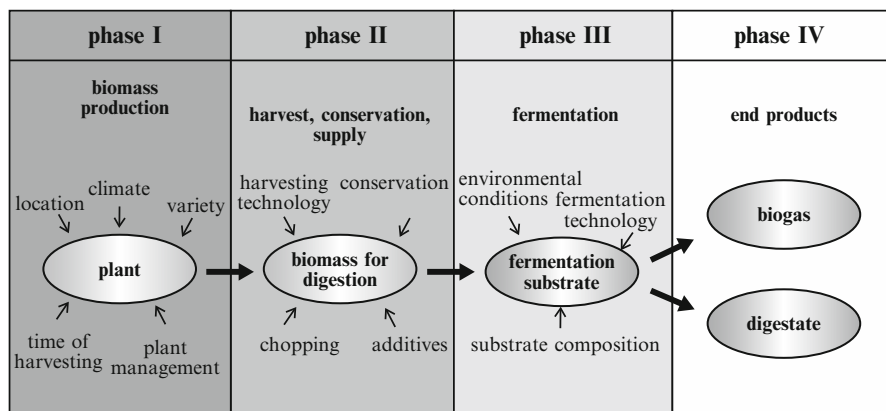 phase I
phase II
phase III
phase IV
biomass
production
harvest, conservation,
supply
fermentation
end products
location
climate
variety
plant
time of
harvesting
plant
management
harvesting
technology
conservation
biomass for
digestion
chopping
additives
environmental
conditions
fermentation
technology
fermentation
substrate
substrate composition
biogas
digestate